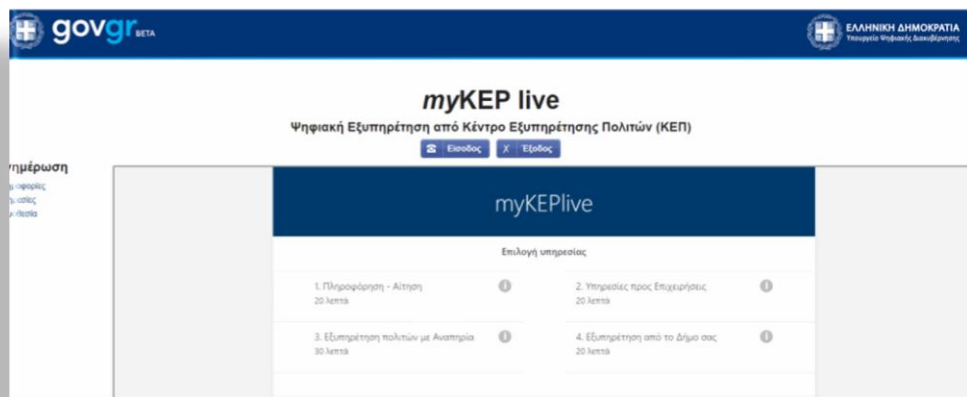 govgr BETA
ΕΛΛΗΝΙΚΗ ΔΗΜΟΚΡΑΤΙΑ
Υπουργείο Ψηφιακής Διακυβέρνησης
myKEP live
Ψηφιακή Εξυπηρέτηση από Κέντρο Εξυπηρέτησης Πολιτών (ΚΕΠ)
Είσοδος
Έξοδος
νημέρωση
myKEPlive
Επιλογή υπηρεσίας
1. Πληροφόρηση - Αίτηση
20 λεπτά
2. Υπηρεσίες προς Επιχειρήσεις
20 λεπτά
3. Εξυπηρέτηση πολιτών με Αναπηρία
30 λεπτά
4. Εξυπηρέτηση από το Δήμο σας
20 λεπτά